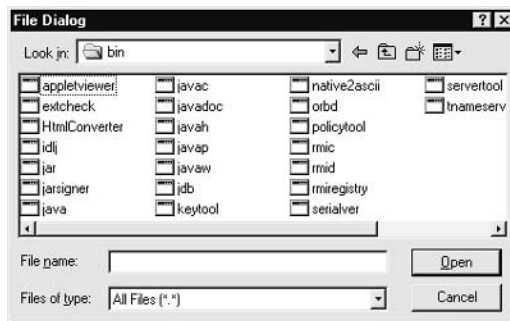 File Dialog
Look in: bin
appletviewer javac native2ascii servertool
extcheck javadoc orbd tnameserv
HtmlConverter javah policytool
idlj javap rmic
jar javaw rmid
jarsigner jdb rmiregistry
java keytool serialver
File name: Open
Files of type: All Files (*.*) Cancel